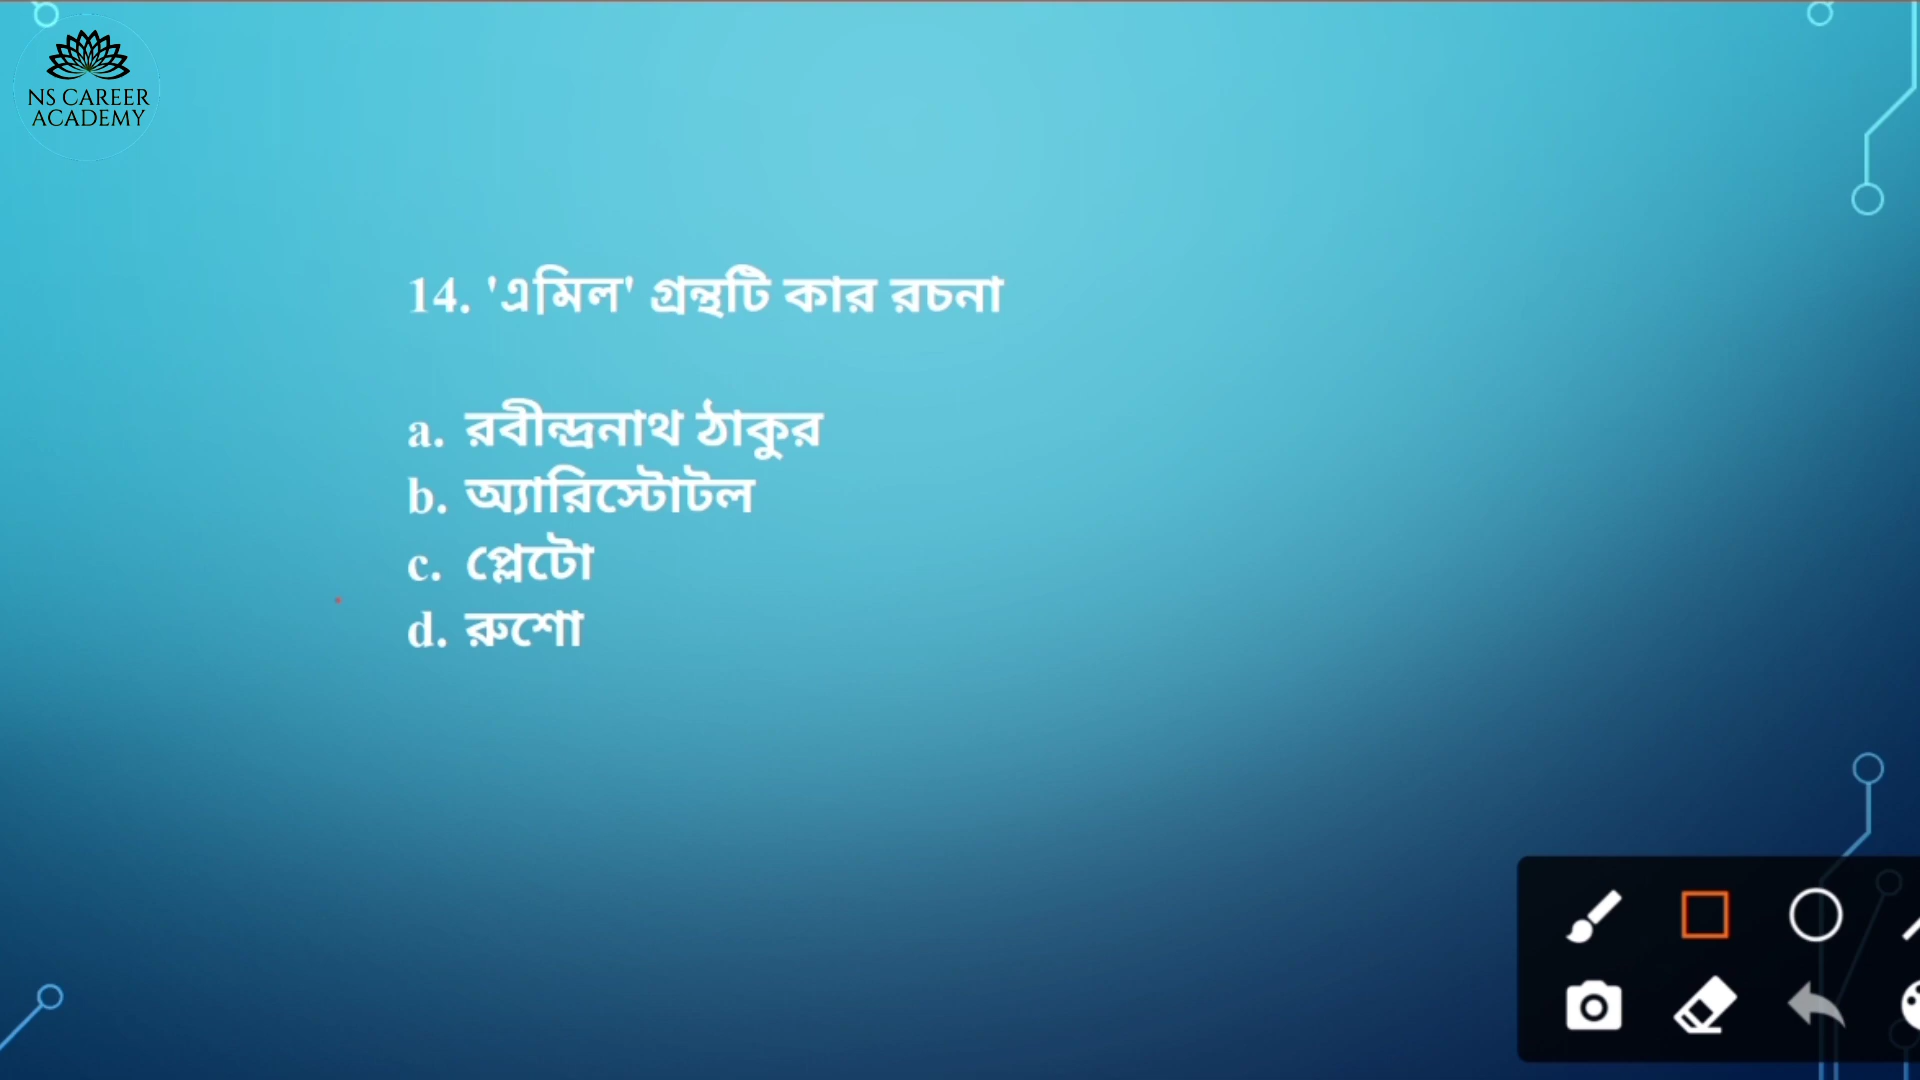 NS CAREER
ACADEMY
14. 'এমিল' গ্রন্থটি কার রচনা
a. রবীন্দ্রনাথ ঠাকুর
b. অ্যারিস্টোটল
c. প্লেটো
d. রুশো